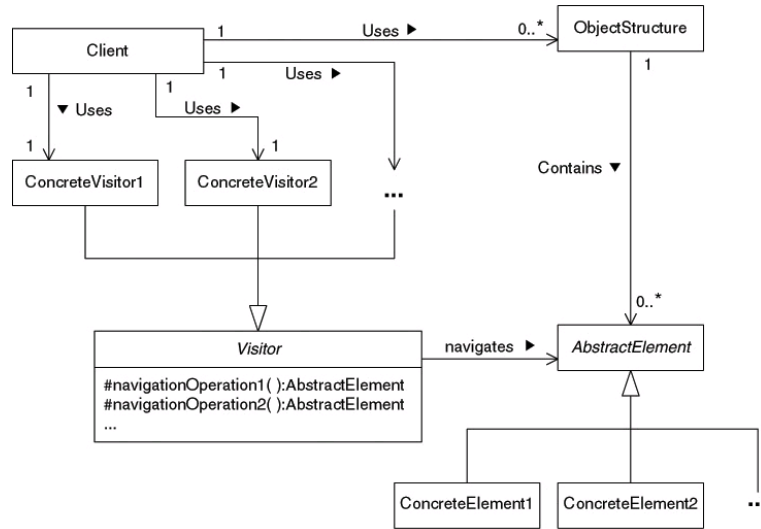 Client
1
Uses ▶
0..*
ObjectStructure
1
1
Uses ▶
1
▼ Uses
1
Uses ▶
1
1
ConcreteVisitor1
ConcreteVisitor2
...
Contains ▼
0..*
Visitor
#navigationOperation1( ):AbstractElement
#navigationOperation2( ):AbstractElement
...
navigates ▶
AbstractElement
ConcreteElement1
ConcreteElement2
..